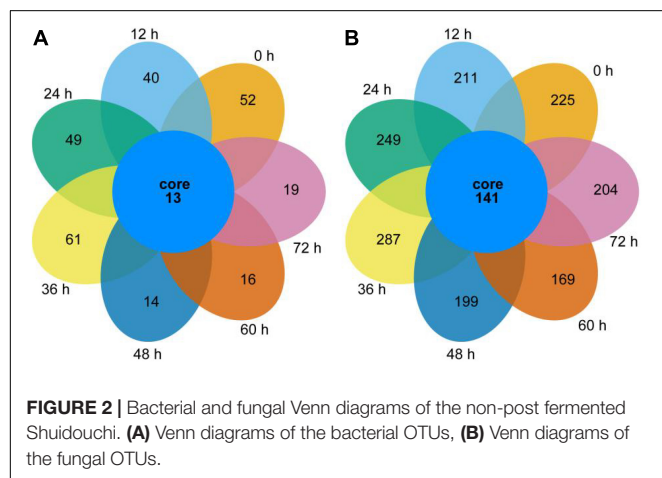 A
B
12 h
12 h
0 h
0 h
24 h
24 h
40
52
211
225
49
249
core
13
19
core
141
204
72 h
72 h
61
16
287
169
36 h
14
60 h
36 h
199
60 h
48 h
48 h
FIGURE 2 | Bacterial and fungal Venn diagrams of the non-post fermented
Shuidouchi. (A) Venn diagrams of the bacterial OTUs, (B) Venn diagrams of
the fungal OTUs.